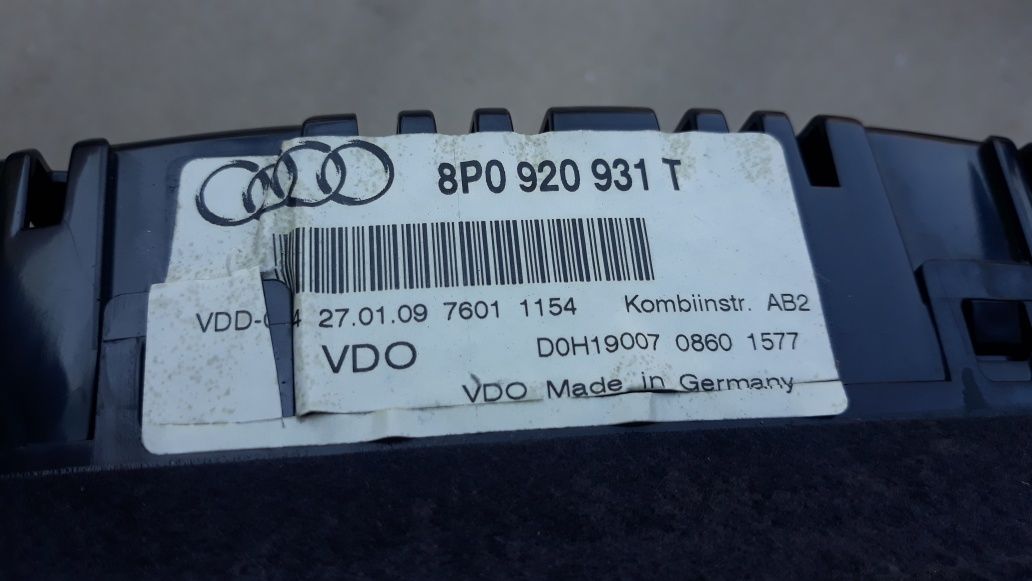 8P0 920 931 T
27.01.09 7601 1154 Kombiinstr. AB2
VDO D0H19007 0860 1577
VDO Made in Germany